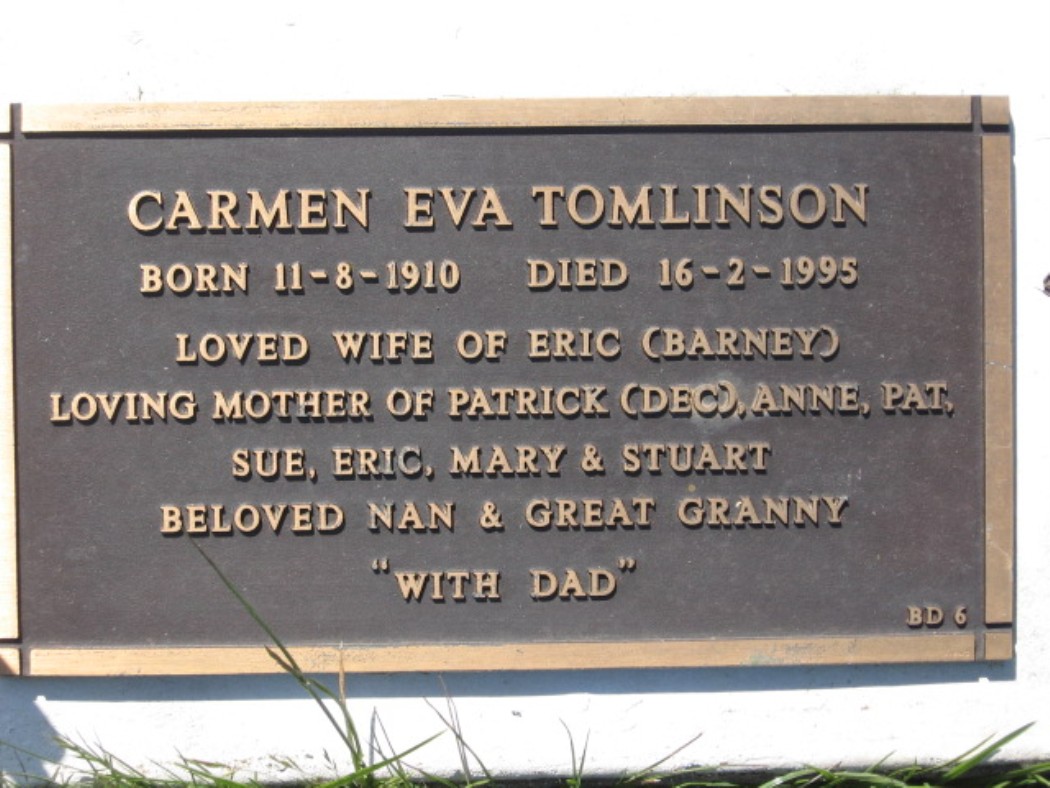 CARMEN EVA TOMLINSON
BORN 11-8-1910 DIED 16-2-1995
LOVED WIFE OF ERIC (BARNEY)
LOVING MOTHER OF PATRICK (DEC), ANNE, PAT,
SUE, ERIC, MARY & STUART
BELOVED NAN & GREAT GRANNY
"WITH DAD"
BD 6